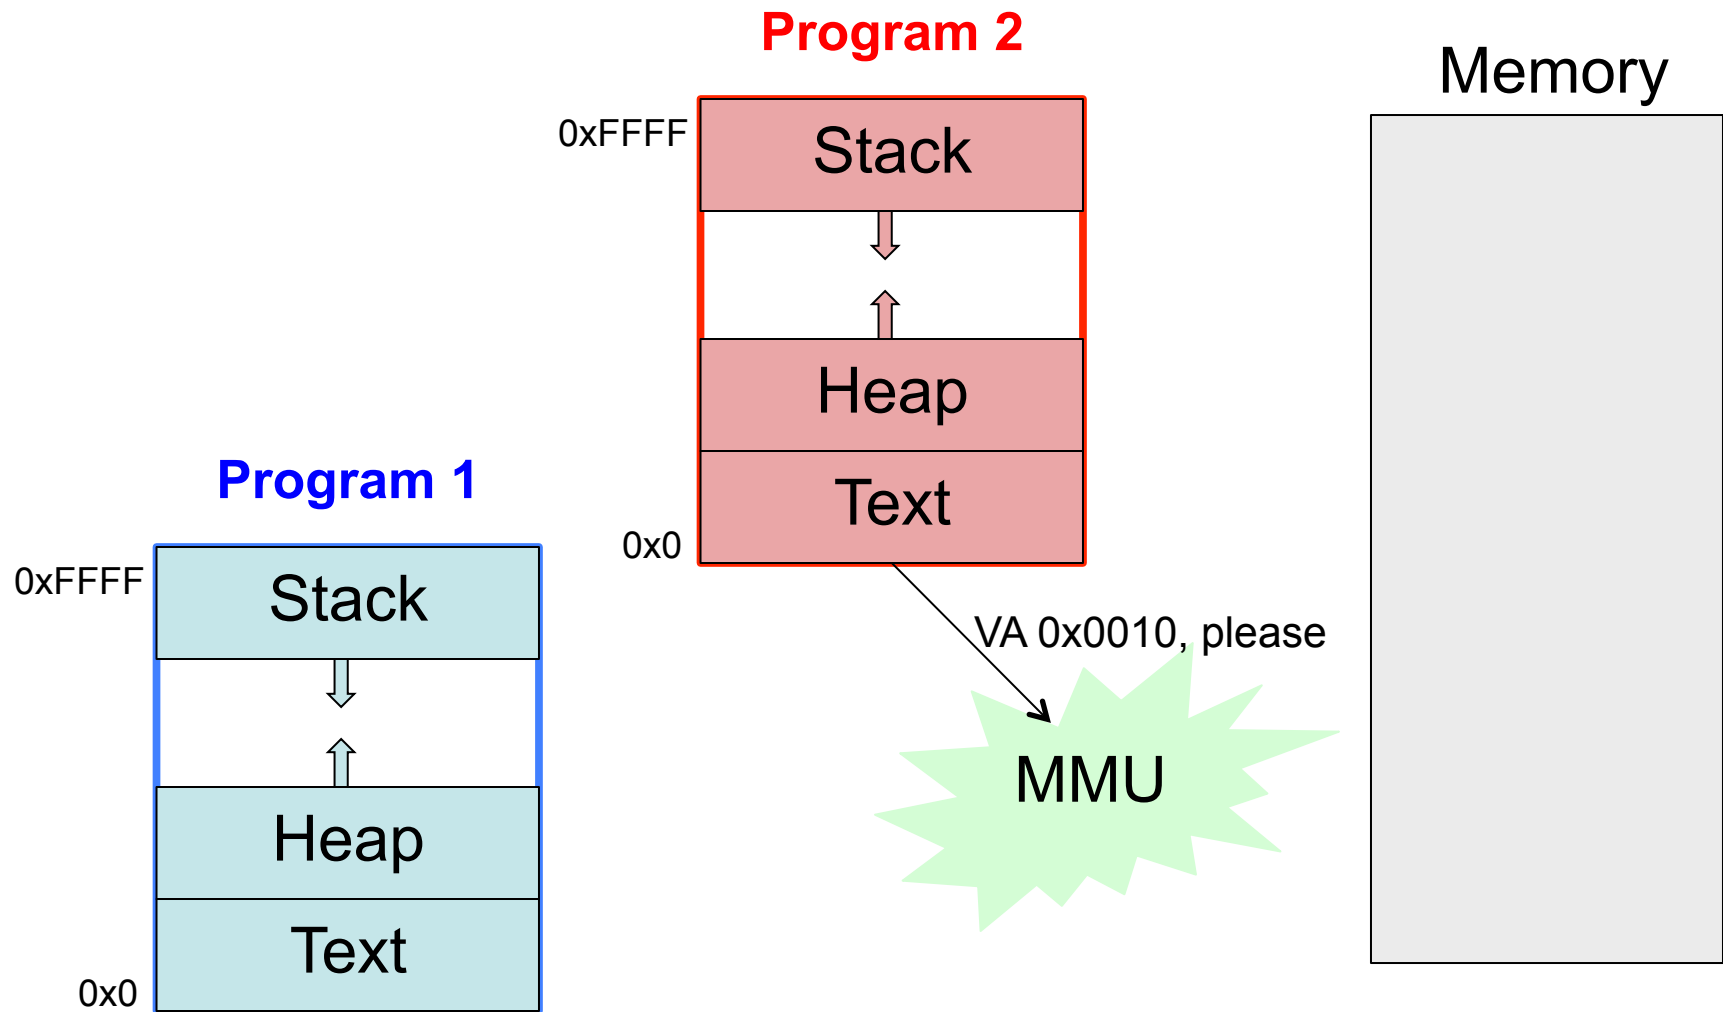 Program 2
Memory
0xFFFF
Stack
Heap
Text
0x0
VA 0x0010, please
MMU
Program 1
0xFFFF
Stack
Heap
Text
0x0